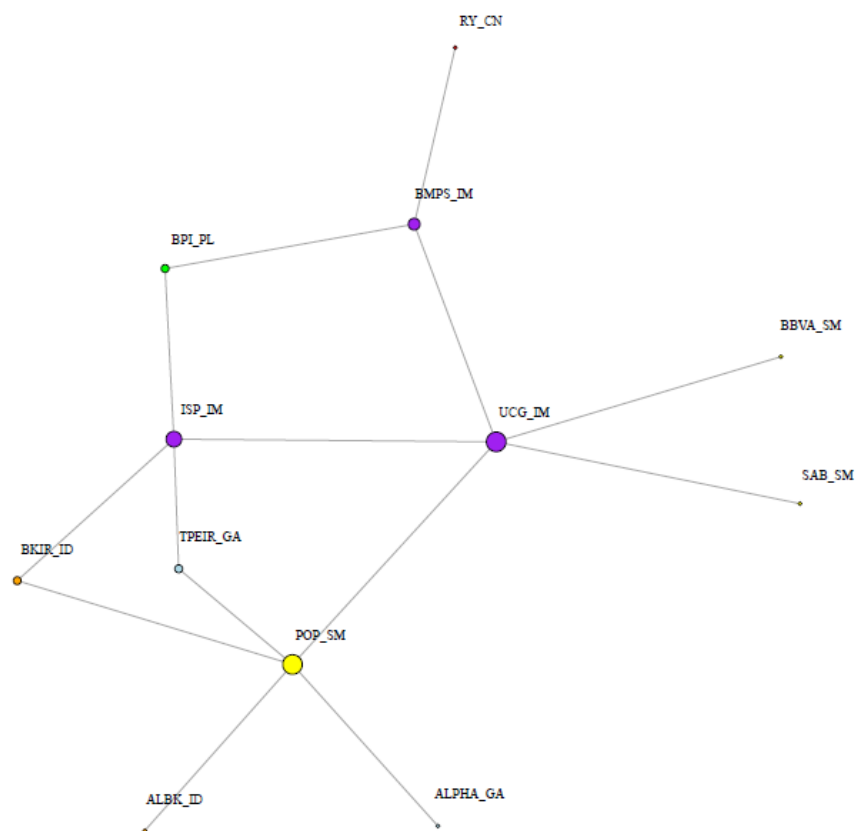 RY_CN
BMPS_IM
BPI_PL
BBVA_SM
ISP_IM
UCG_IM
SAB_SM
TPEIR_GA
BKIR_ID
POP_SM
ALPHA_GA
ALBK_ID